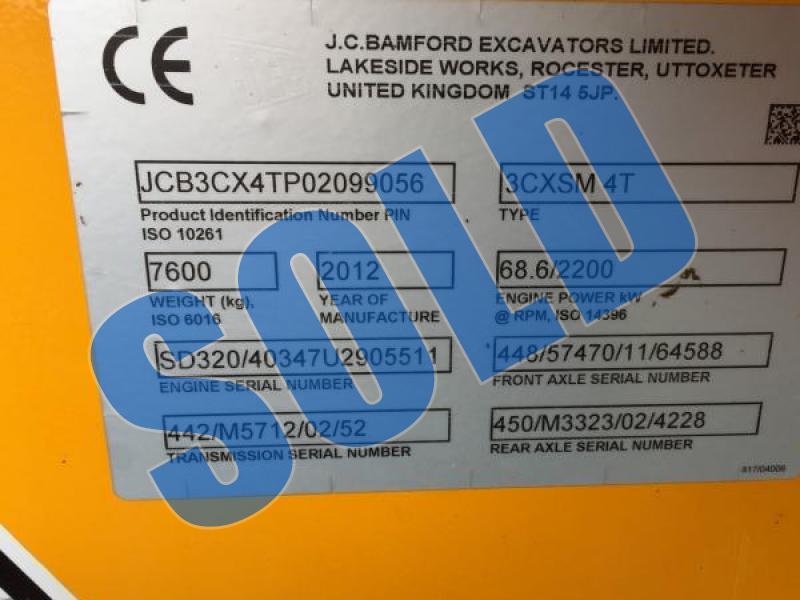 CE
J.C.BAMFORD EXCAVATORS LIMITED.
LAKESIDE WORKS, ROCESTER, UTTOXETER
UNITED KINGDOM ST14 5JP.
JCB3CX4TP02099056 3CXSM 4T
Product Identification Number PIN TYPE
ISO 10261
7600 2012 68.6/2200
WEIGHT (kg), YEAR OF ENGINE POWER kW
ISO 6016 MANUFACTURE @ RPM, ISO 14396
SD320/40347U2905511 448/57470/11/64588
ENGINE SERIAL NUMBER FRONT AXLE SERIAL NUMBER
442/M5712/02/52 450/M3323/02/4228
TRANSMISSION SERIAL NUMBER REAR AXLE SERIAL NUMBER
817/04006
SOLD